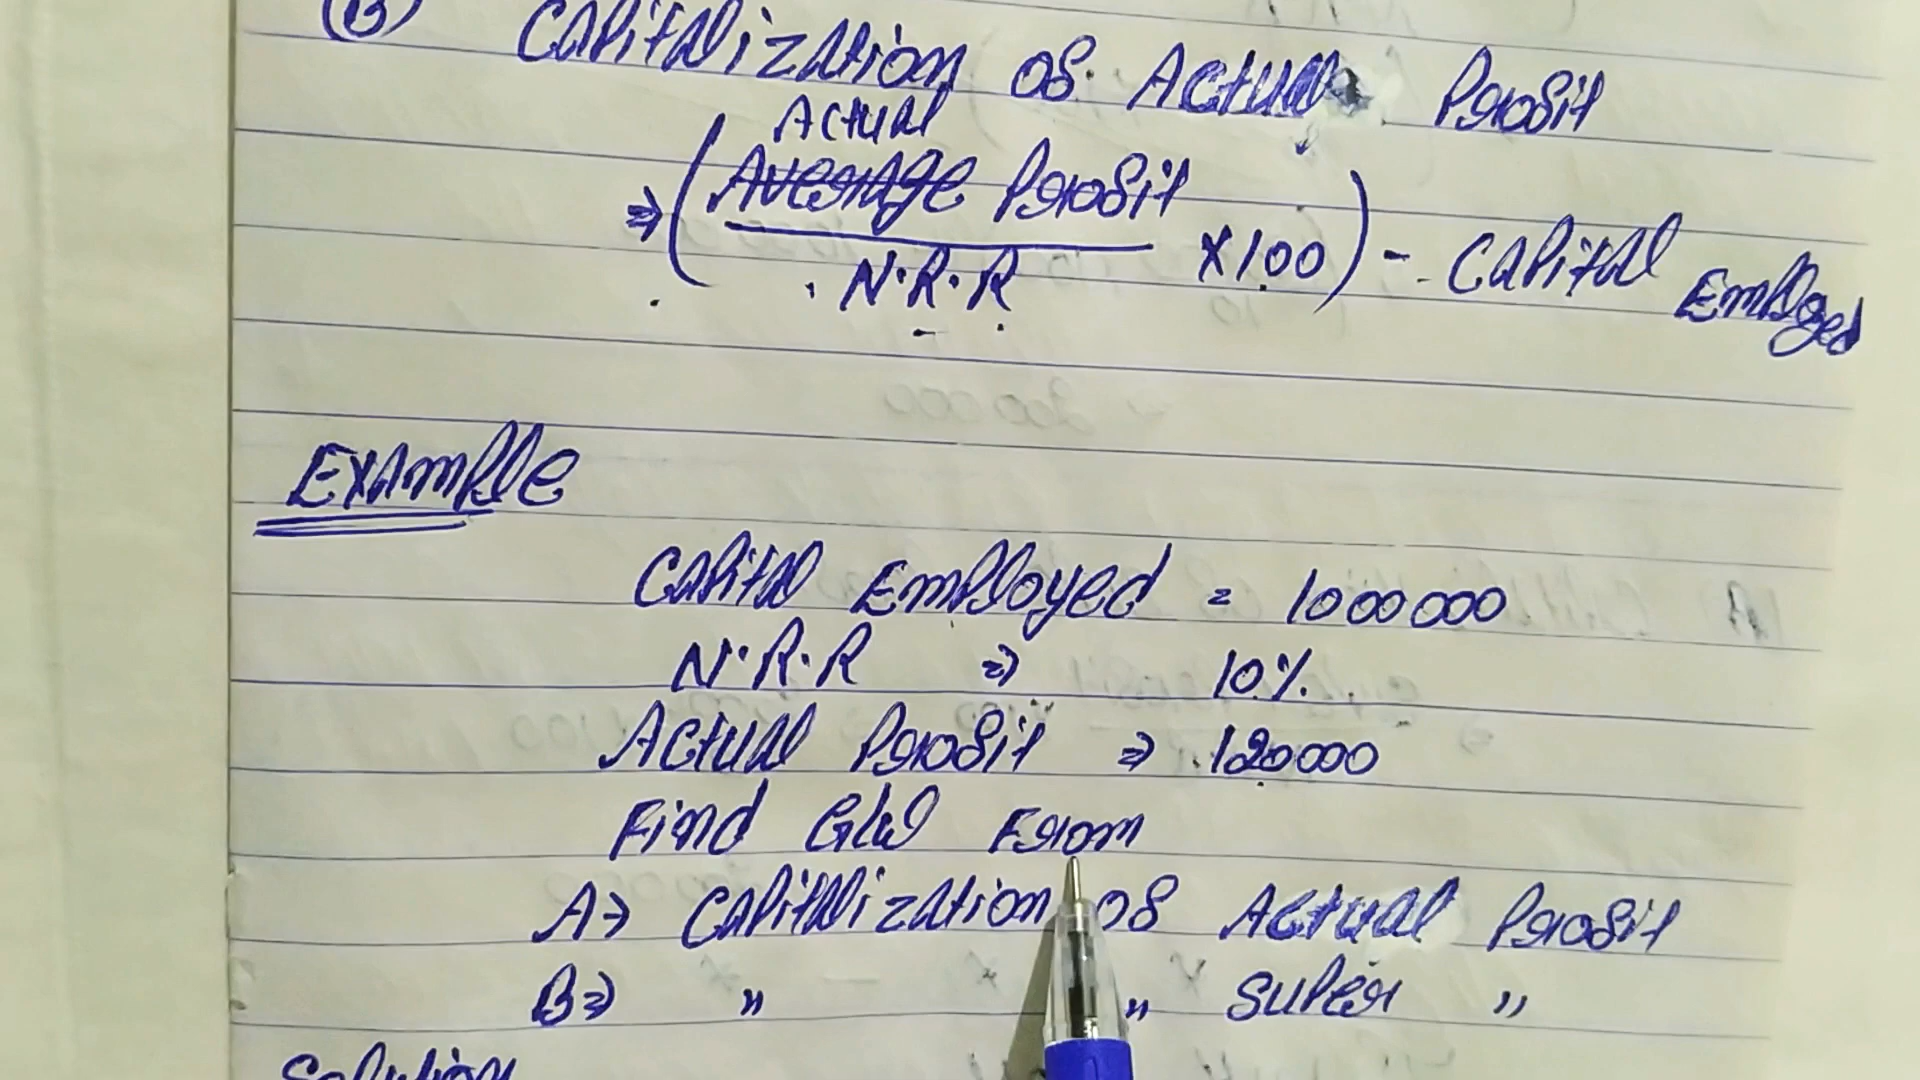 (B) Capitalization of Actual Profit
Actual
⇒ ( Average Profit / N.R.R × 100 ) - Capital Employed
Example
Capital Employed = 1000000
N.R.R ⇒ 10%
Actual Profit ⇒ 120000
Find G/w From
A⇒ Capitalization of Actual Profit
B⇒ " " Super "
Solution